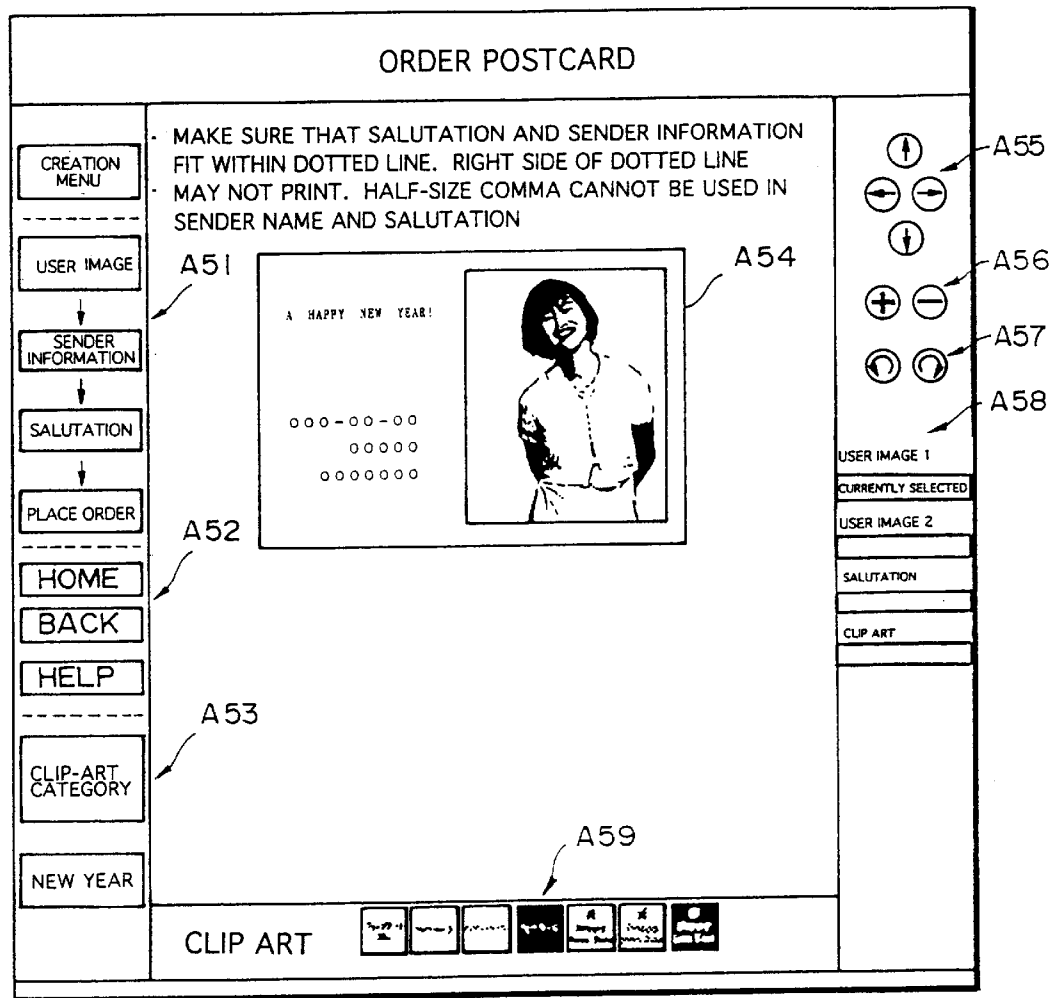 ORDER POSTCARD
CREATION
MENU
USER IMAGE
SENDER
INFORMATION
SALUTATION
PLACE ORDER
HOME
BACK
HELP
CLIP-ART
CATEGORY
NEW YEAR
A51
A52
A53
· MAKE SURE THAT SALUTATION AND SENDER INFORMATION
FIT WITHIN DOTTED LINE. RIGHT SIDE OF DOTTED LINE
· MAY NOT PRINT. HALF-SIZE COMMA CANNOT BE USED IN
SENDER NAME AND SALUTATION
A54
A HAPPY NEW YEAR!
000-00-00
00000
0000000
A55
A56
A57
A58
USER IMAGE 1
CURRENTLY SELECTED
USER IMAGE 2
SALUTATION
CLIP ART
A59
CLIP ART